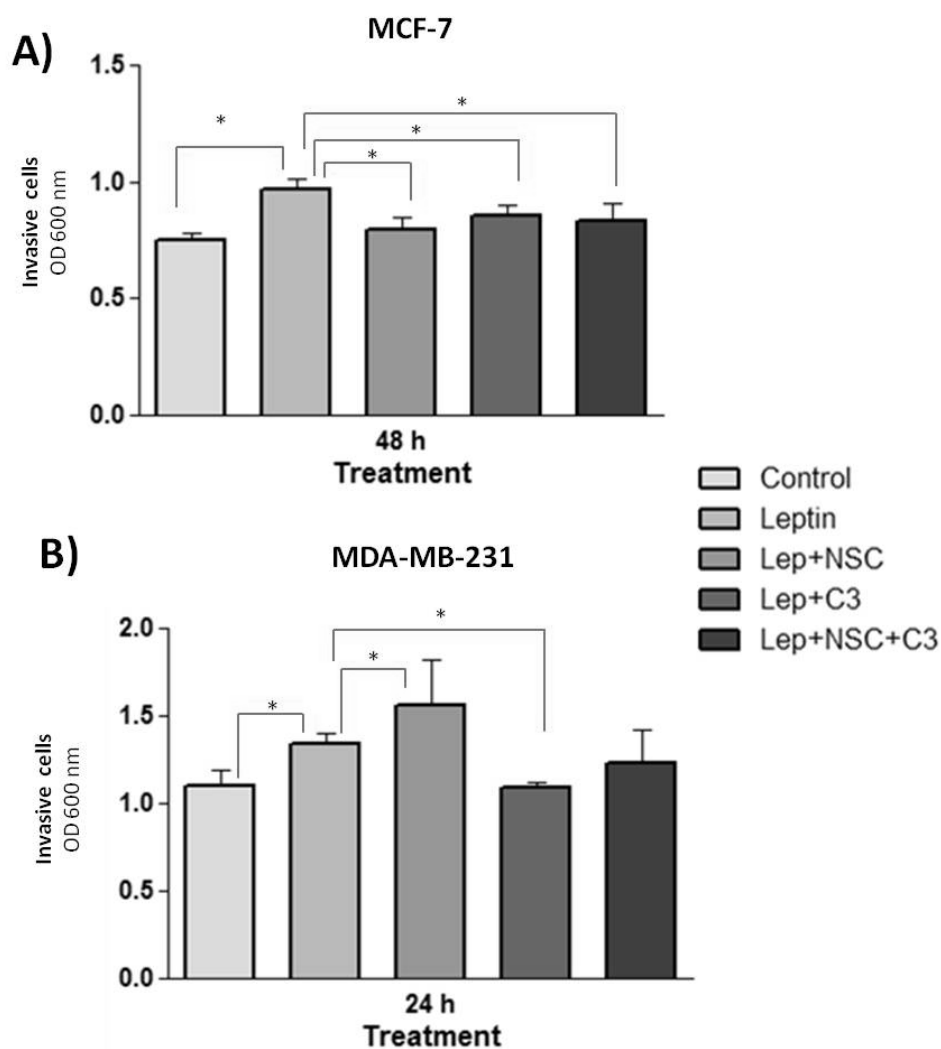 A)
MCF-7
Invasive cells
OD 600 nm
1.5
1.0
0.5
0.0
*
*
*
*
48 h
Treatment
Control
Leptin
Lep+NSC
Lep+C3
Lep+NSC+C3
B)
MDA-MB-231
Invasive cells
OD 600 nm
2.0
1.5
1.0
0.5
0.0
*
*
*
24 h
Treatment